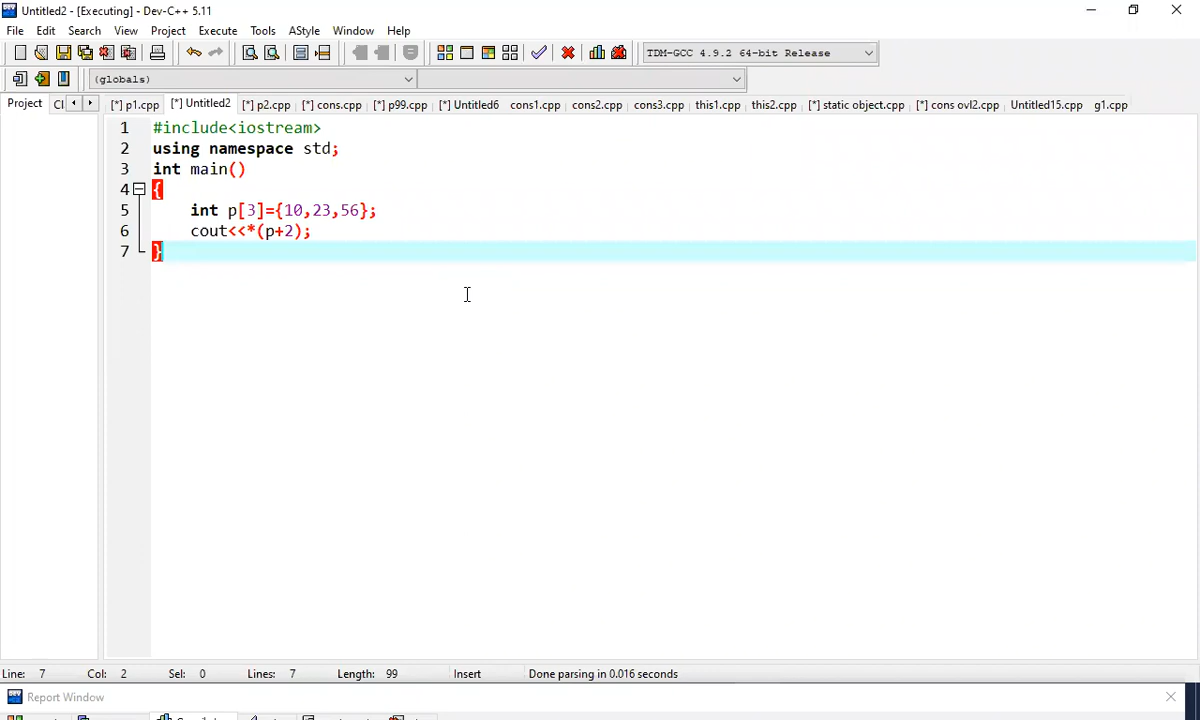 Untitled2 - [Executing] - Dev-C++ 5.11
File Edit Search View Project Execute Tools AStyle Window Help
TDM-GCC 4.9.2 64-bit Release
(globals)
Project Cl [*] p1.cpp [*] Untitled2 [*] p2.cpp [*] cons.cpp [*] p99.cpp [*] Untitled6 cons1.cpp cons2.cpp cons3.cpp this1.cpp this2.cpp [*] static object.cpp [*] cons ovl2.cpp Untitled15.cpp g1.cpp
1 #include<iostream>
2 using namespace std;
3 int main()
4 {
5 int p[3]={10,23,56};
6 cout<<*(p+2);
7 }
Line: 7 Col: 2 Sel: 0 Lines: 7 Length: 99 Insert Done parsing in 0.016 seconds
Report Window